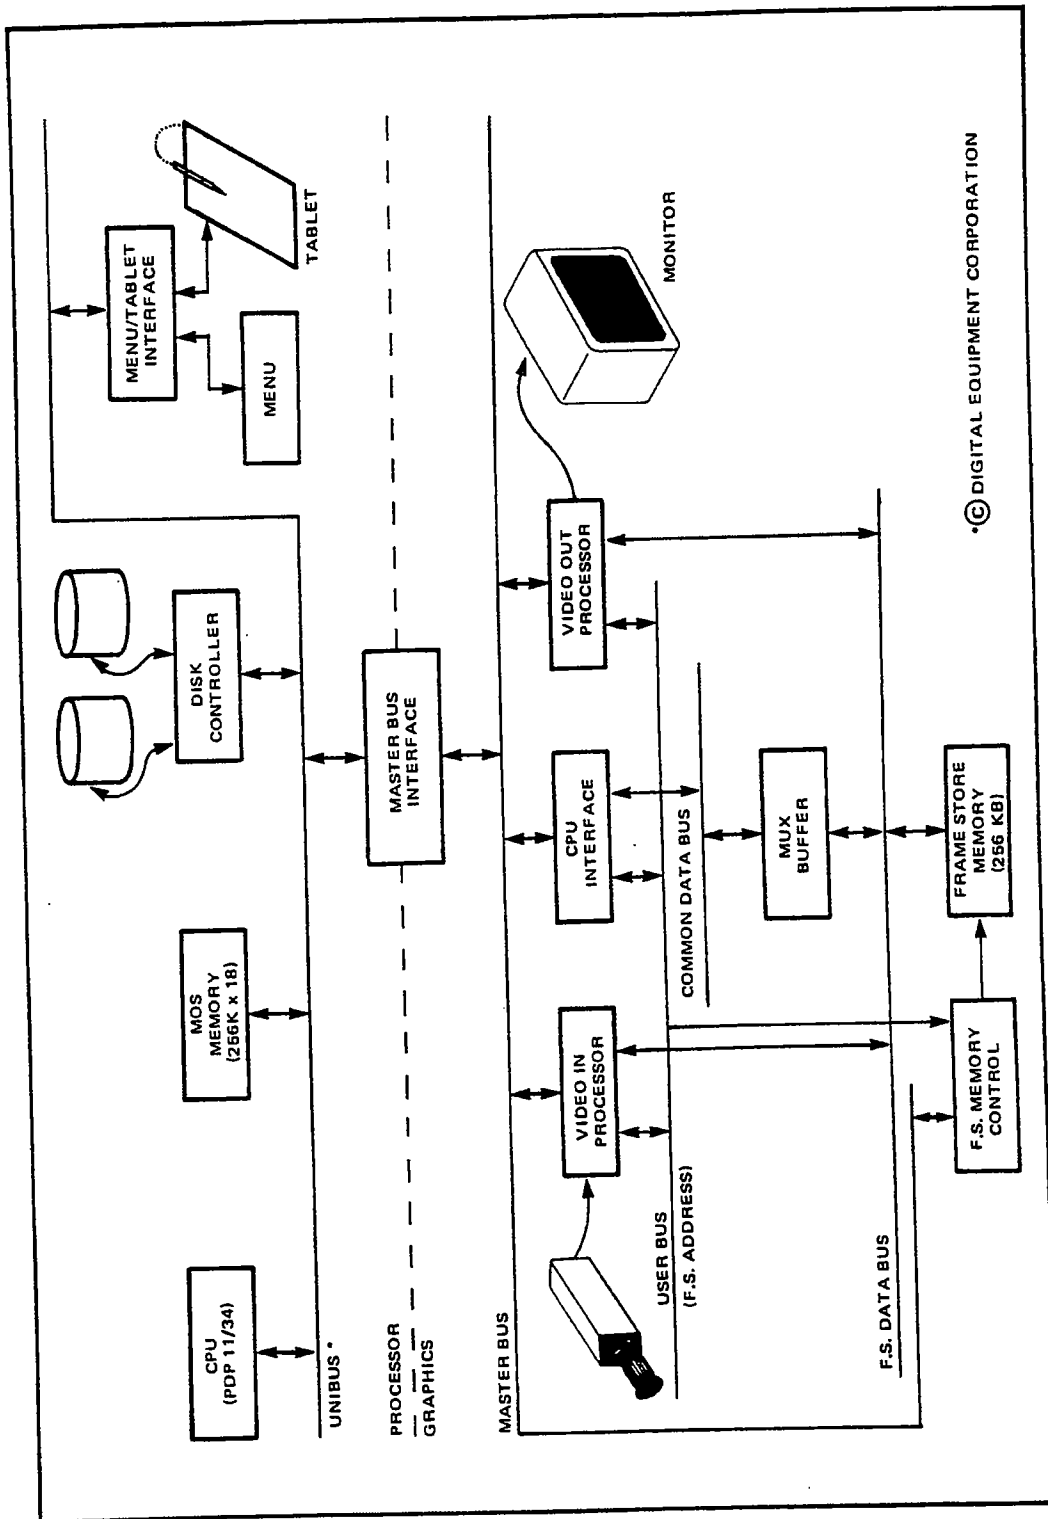 CPU
(PDP 11/34)
MOS
MEMORY
(256K x 18)
DISK
CONTROLLER
MENU/TABLET
INTERFACE
MENU
TABLET
UNIBUS *
PROCESSOR
GRAPHICS
MASTER BUS
INTERFACE
MASTER BUS
VIDEO IN
PROCESSOR
CPU
INTERFACE
VIDEO OUT
PROCESSOR
MONITOR
USER BUS
(F.S. ADDRESS)
COMMON DATA BUS
MUX
BUFFER
F.S. DATA BUS
F.S. MEMORY
CONTROL
FRAME STORE
MEMORY
(256 KB)
*© DIGITAL EQUIPMENT CORPORATION